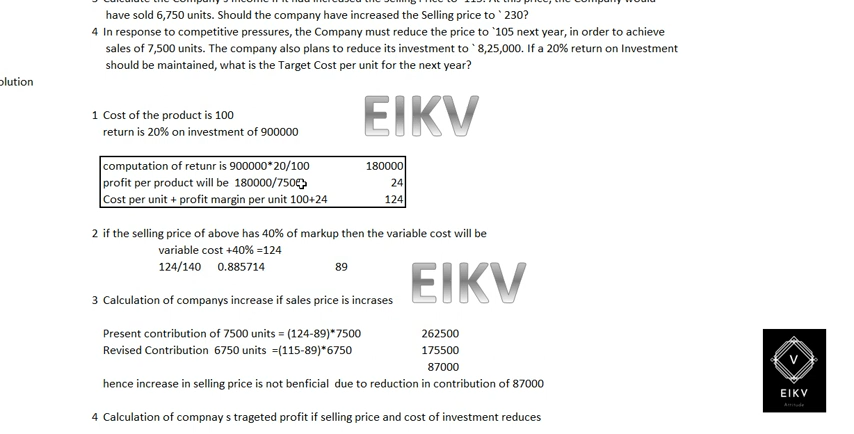 have sold 6,750 units. Should the company have increased the Selling price to ` 230?
4 In response to competitive pressures, the Company must reduce the price to `105 next year, in order to achieve
sales of 7,500 units. The company also plans to reduce its investment to ` 8,25,000. If a 20% return on Investment
should be maintained, what is the Target Cost per unit for the next year?
olution
EIKV
1 Cost of the product is 100
return is 20% on investment of 900000
computation of retunr is 900000*20/100 180000
profit per product will be 180000/7500 24
Cost per unit + profit margin per unit 100+24 124
2 if the selling price of above has 40% of markup then the variable cost will be
variable cost +40% =124
124/140 0.885714 89
EIKV
3 Calculation of companys increase if sales price is incrases
Present contribution of 7500 units = (124-89)*7500 262500
Revised Contribution 6750 units =(115-89)*6750 175500
87000
hence increase in selling price is not benficial due to reduction in contribution of 87000
V
EIKV
Attitude
4 Calculation of compnay s trageted profit if selling price and cost of investment reduces